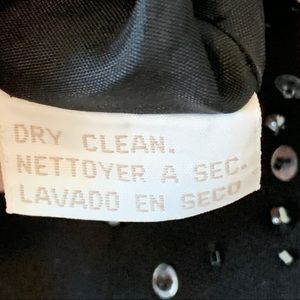 DRY CLEAN.
NETTOYER A SEC.
LAVADO EN SECO